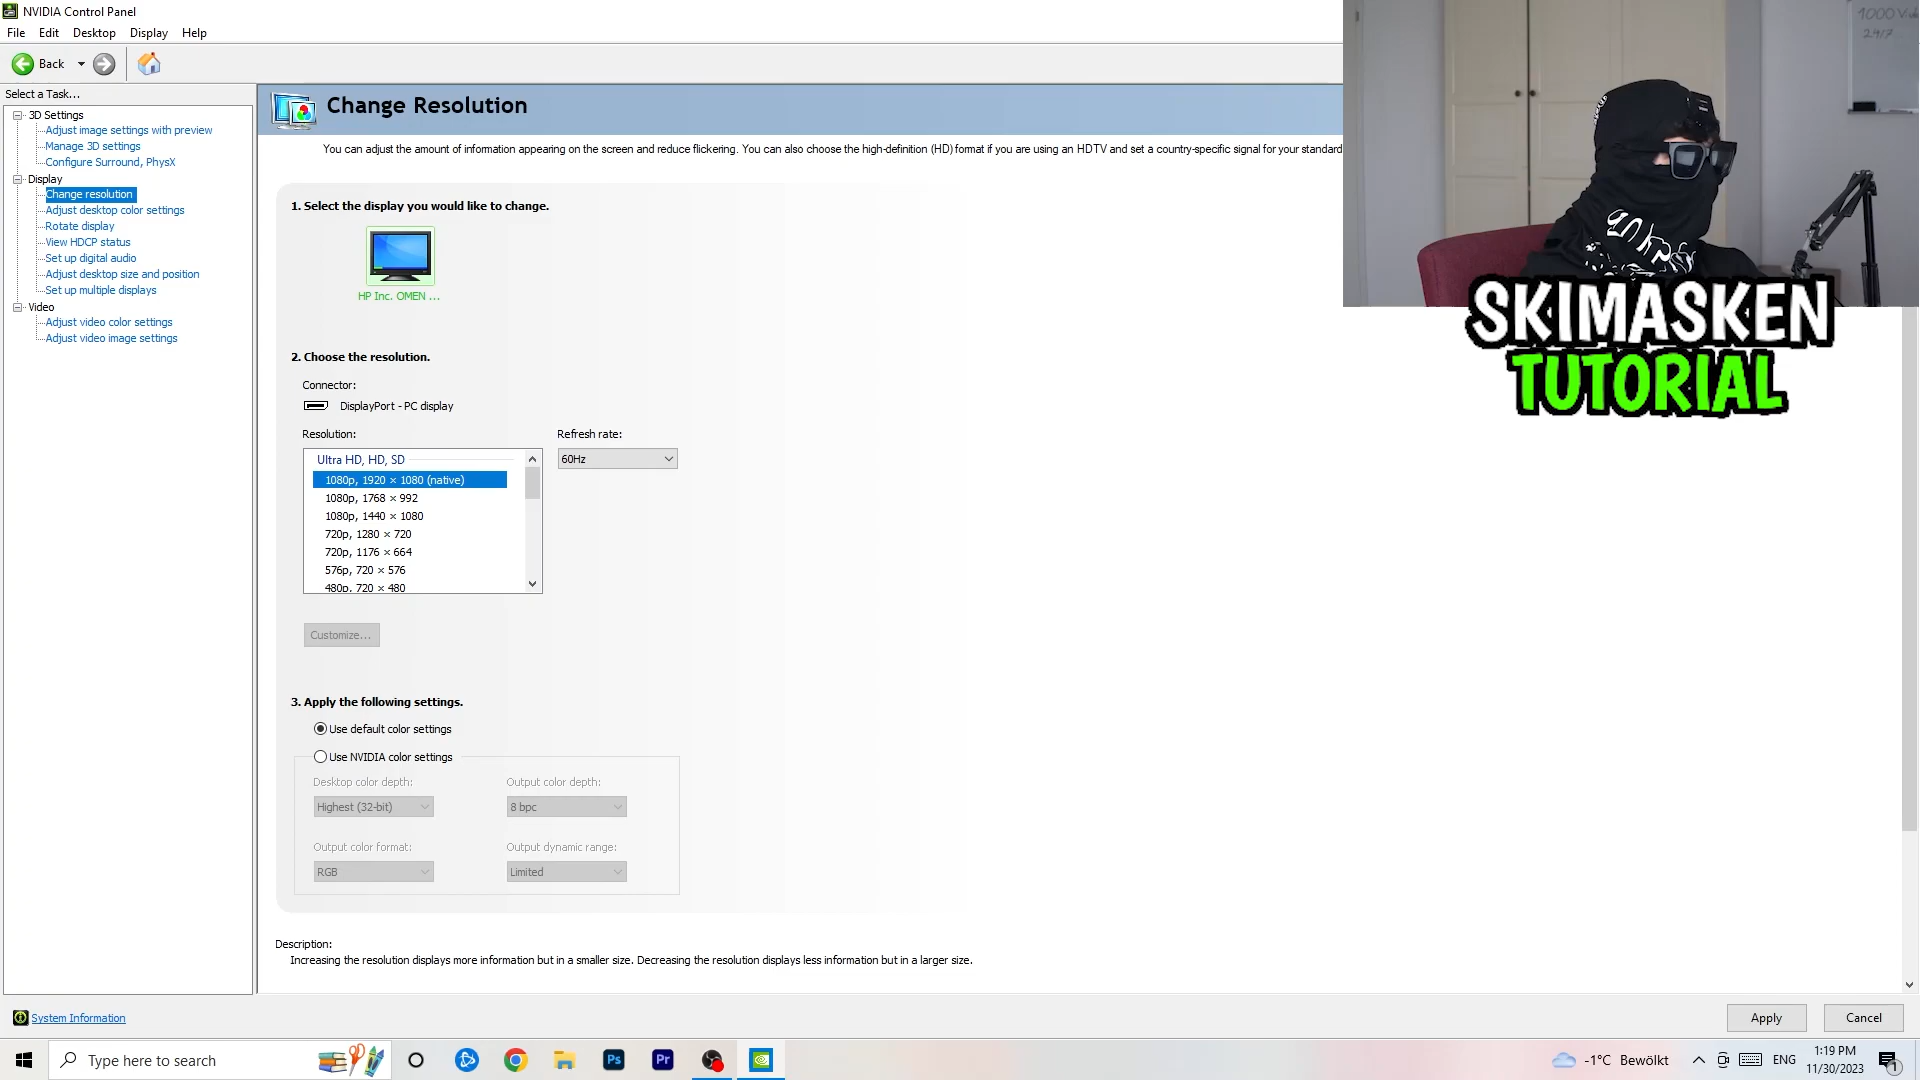 NVIDIA Control Panel
File Edit Desktop Display Help
Back
Select a Task...
3D Settings
Adjust image settings with preview
Manage 3D settings
Configure Surround, PhysX
Display
Change resolution
Adjust desktop color settings
Rotate display
View HDCP status
Set up digital audio
Adjust desktop size and position
Set up multiple displays
Video
Adjust video color settings
Adjust video image settings
System Information
Change Resolution
You can adjust the amount of information appearing on the screen and reduce flickering. You can also choose the high-definition (HD) format if you are using an HDTV and set a country-specific signal for your standard
1. Select the display you would like to change.
HP Inc. OMEN ...
2. Choose the resolution.
Connector:
DisplayPort - PC display
Resolution:
Refresh rate:
Ultra HD, HD, SD
60Hz
1080p, 1920 × 1080 (native)
1080p, 1768 × 992
1080p, 1440 × 1080
720p, 1280 × 720
720p, 1176 × 664
576p, 720 × 576
480p, 720 × 480
Customize...
3. Apply the following settings.
Use default color settings
Use NVIDIA color settings
Desktop color depth:
Output color depth:
Highest (32-bit)
8 bpc
Output color format:
Output dynamic range:
RGB
Limited
Description:
Increasing the resolution displays more information but in a smaller size. Decreasing the resolution displays less information but in a larger size.
Apply
Cancel
SKIMASKEN
TUTORIAL
1000
24/7
Type here to search
Ps
Pr
-1°C Bewölkt
ENG
1:19 PM
11/30/2023
1